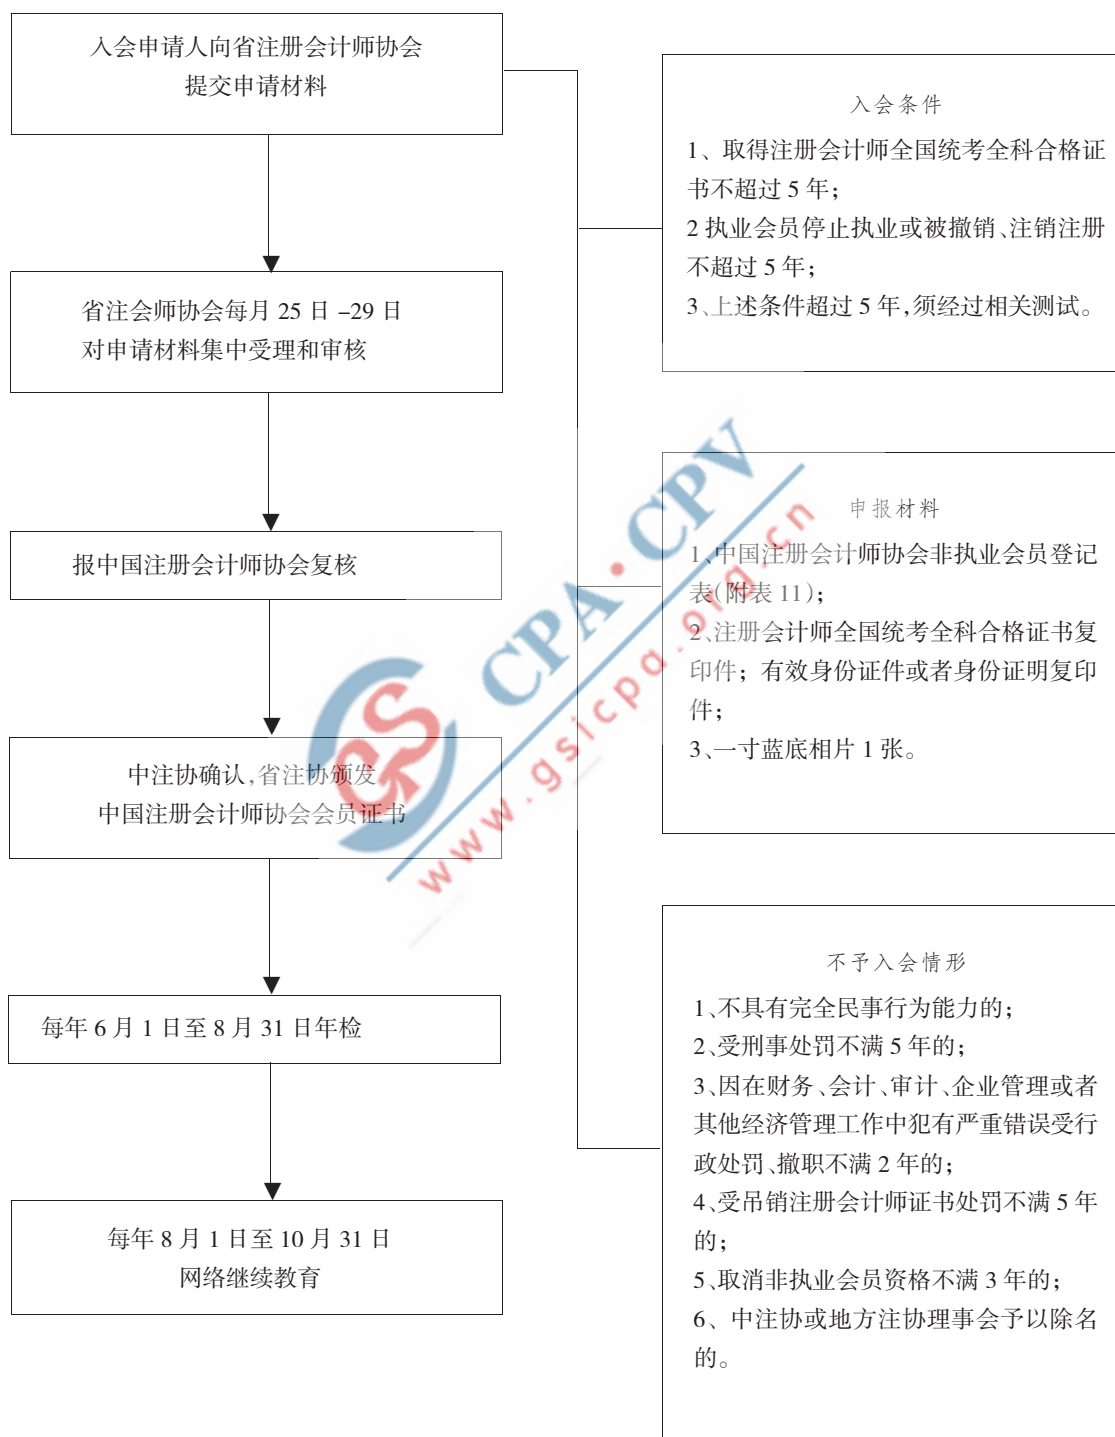 入会申请人向省注册会计师协会
提交申请材料
省注会师协会每月 25 日 –29 日
对申请材料集中受理和审核
报中国注册会计师协会复核
中注协确认,省注协颁发
中国注册会计师协会会员证书
每年 6 月 1 日至 8 月 31 日年检
每年 8 月 1 日至 10 月 31 日
网络继续教育
入会条件
1、取得注册会计师全国统考全科合格证
书不超过 5 年;
2 执业会员停止执业或被撤销、注销注册
不超过 5 年;
3、上述条件超过 5 年,须经过相关测试。
申报材料
1、中国注册会计师协会非执业会员登记
表(附表 11);
2、注册会计师全国统考全科合格证书复
印件;有效身份证件或者身份证明复印
件;
3、一寸蓝底相片 1 张。
不予入会情形
1、不具有完全民事行为能力的;
2、受刑事处罚不满 5 年的;
3、因在财务、会计、审计、企业管理或者
其他经济管理工作中犯有严重错误受行
政处罚、撤职不满 2 年的;
4、受吊销注册会计师证书处罚不满 5 年
的;
5、取消非执业会员资格不满 3 年的;
6、中注协或地方注协理事会予以除名
的。
GS
CPA·CPV
www.gsicpa.org.cn